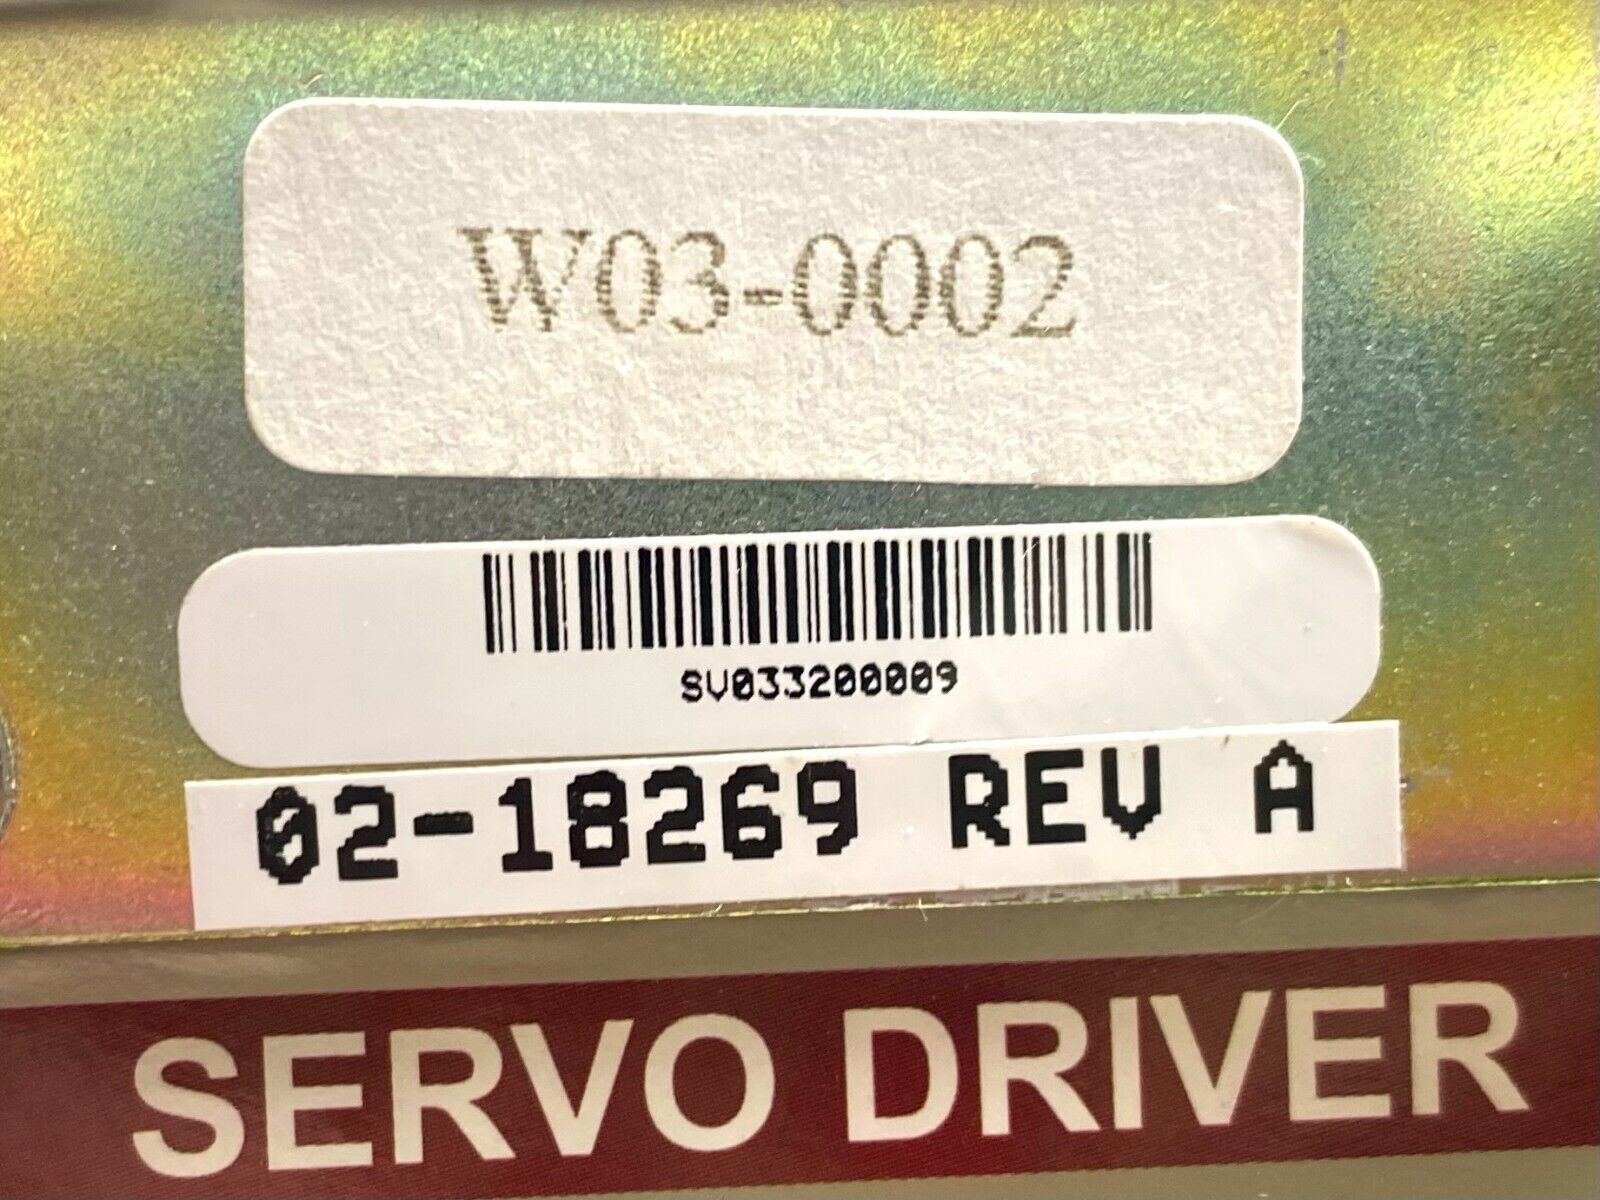 W03-0002
SV033200009
02-18269 REV A
SERVO DRIVER